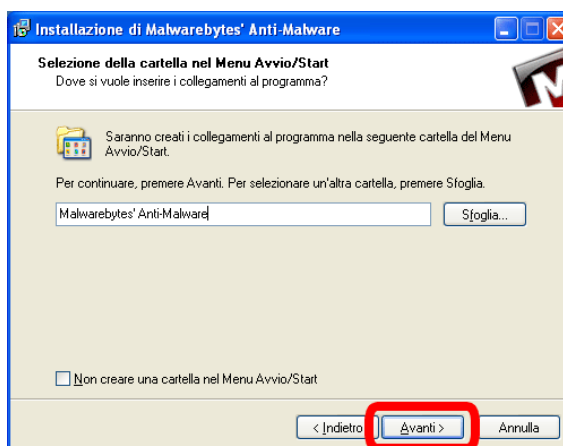 Installazione di Malwarebytes' Anti-Malware
Selezione della cartella nel Menu Avvio/Start
Dove si vuole inserire i collegamenti al programma?
Saranno creati i collegamenti al programma nella seguente cartella del Menu
Avvio/Start.
Per continuare, premere Avanti. Per selezionare un'altra cartella, premere Sfoglia.
Malwarebytes' Anti-Malware
Sfoglia...
Non creare una cartella nel Menu Avvio/Start
< Indietro
Avanti >
Annulla